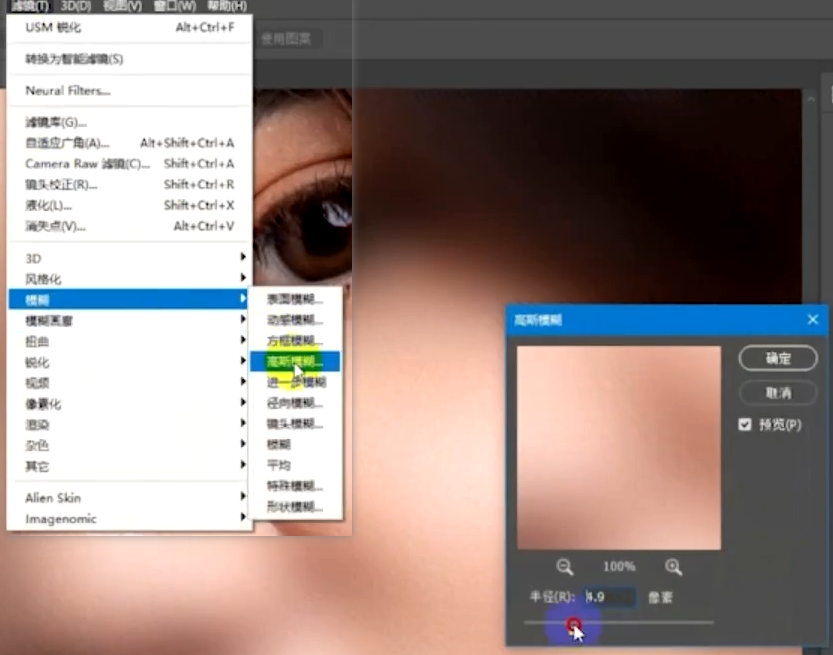 滤镜(T) 3D(D) 视图(V) 窗口(W) 帮助(H)
USM 锐化 Alt+Ctrl+F
使用图案
转换为智能滤镜(S)
Neural Filters...
滤镜库(G)...
自适应广角(A)... Alt+Shift+Ctrl+A
Camera Raw 滤镜(C)... Shift+Ctrl+A
镜头校正(R)... Shift+Ctrl+R
液化(L)... Shift+Ctrl+X
消失点(V)... Alt+Ctrl+V
3D
风格化
模糊
模糊画廊
扭曲
锐化
视频
像素化
渲染
杂色
其它
Alien Skin
Imagenomic
表面模糊...
动感模糊...
方框模糊...
高斯模糊...
进一步模糊
径向模糊...
镜头模糊...
模糊
平均
特殊模糊...
形状模糊...
高斯模糊
确定
取消
预览(P)
100%
半径(R): 4.9 像素